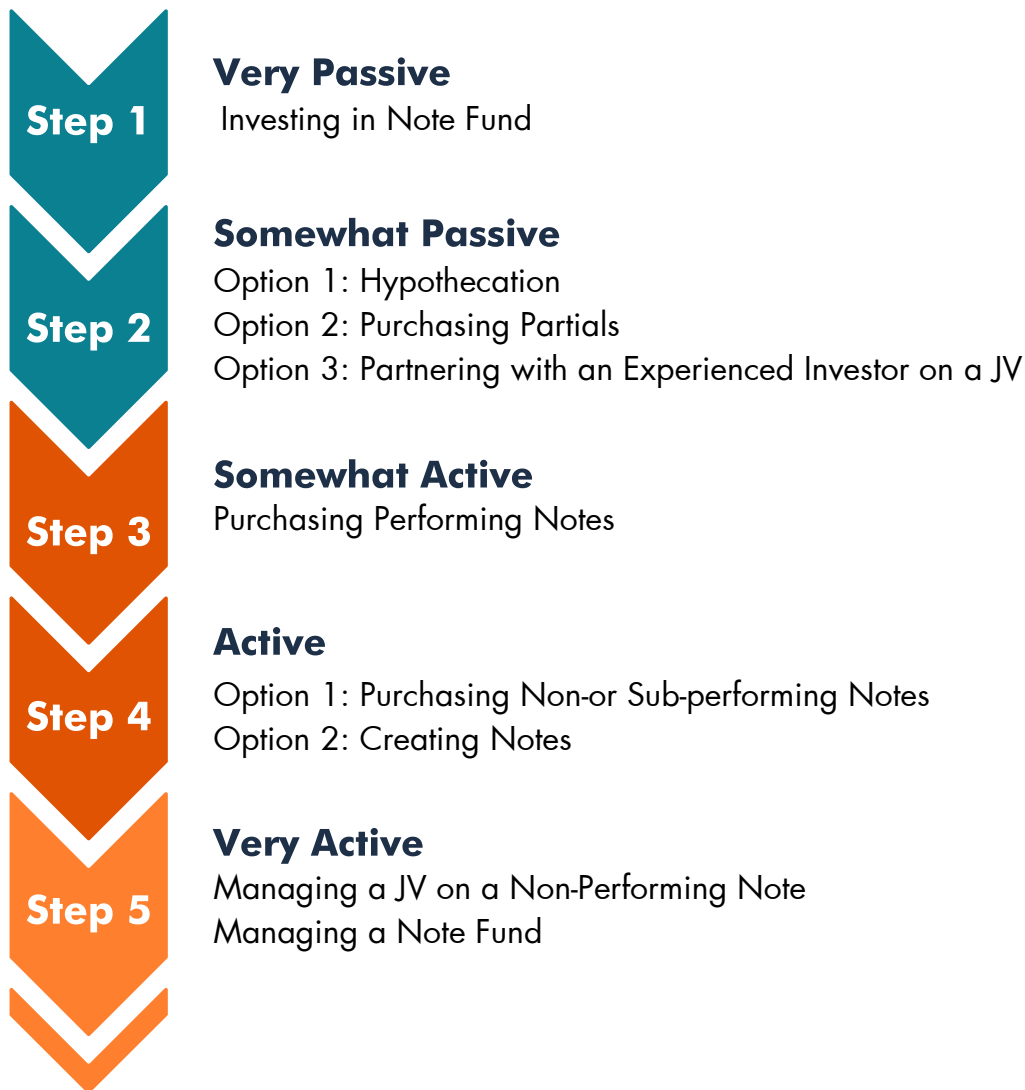 Step 1
Very Passive
Investing in Note Fund
Step 2
Somewhat Passive
Option 1: Hypothecation
Option 2: Purchasing Partials
Option 3: Partnering with an Experienced Investor on a JV
Step 3
Somewhat Active
Purchasing Performing Notes
Step 4
Active
Option 1: Purchasing Non-or Sub-performing Notes
Option 2: Creating Notes
Step 5
Very Active
Managing a JV on a Non-Performing Note
Managing a Note Fund